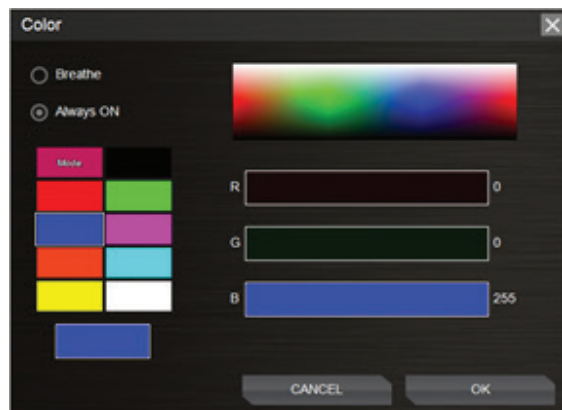 Color
Breathe
Always ON
Mode
R 0
G 0
B 255
CANCEL OK